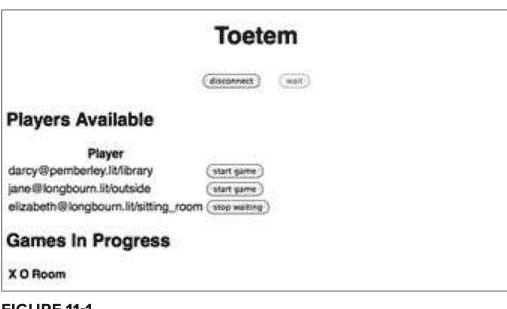 Toetem
disconnect wait
Players Available
Player
darcy@pemberley.lit/library start game
jane@longbourn.lit/outside start game
elizabeth@longbourn.lit/sitting_room stop waiting
Games In Progress
X O Room
FIGURE 11-1